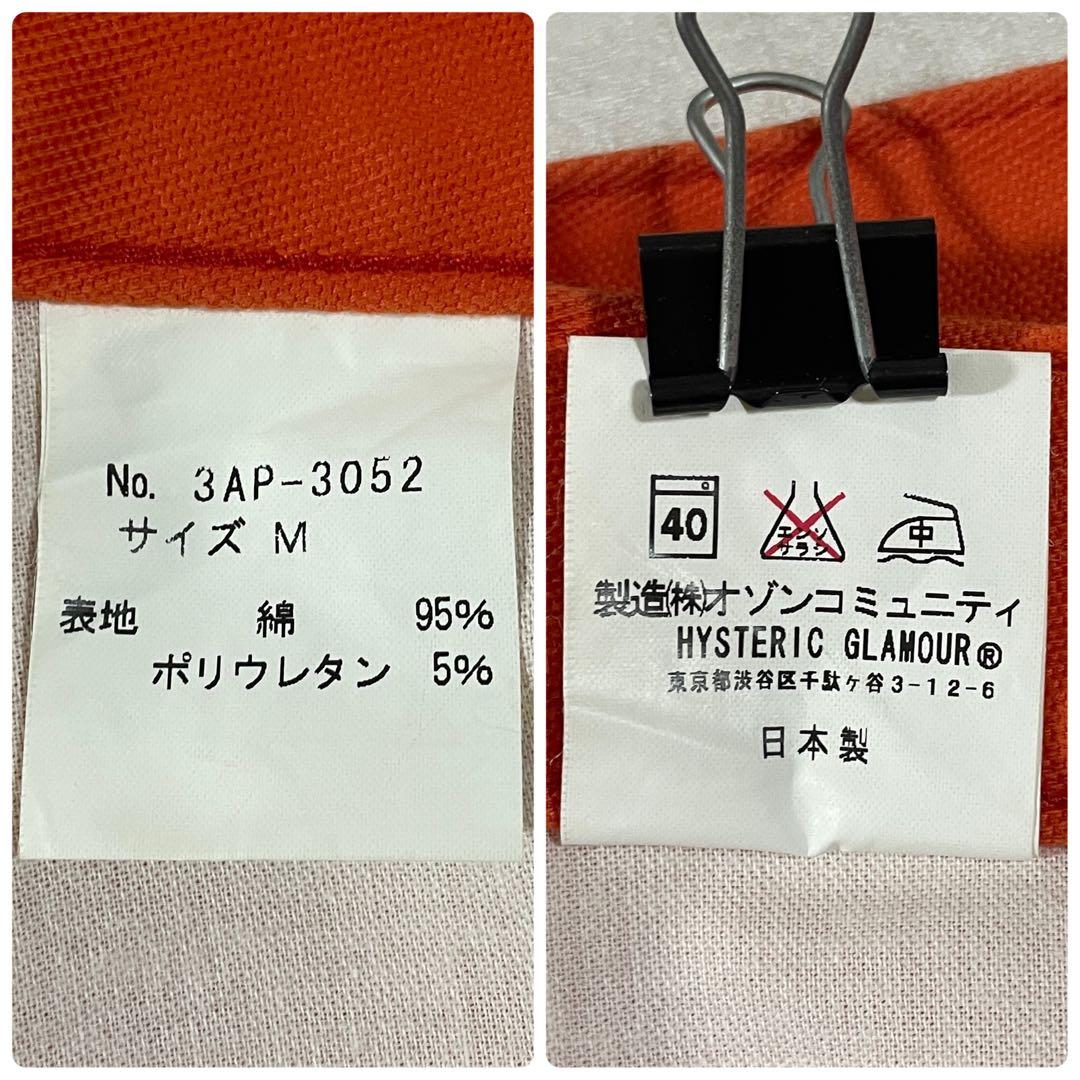 No. 3AP-3052
サイズ M
表地 綿 95%
ポリウレタン 5%
40
エンソ
サラシ
中
製造㈱オゾンコミュニティ
HYSTERIC GLAMOUR®
東京都渋谷区千駄ケ谷3-12-6
日本製